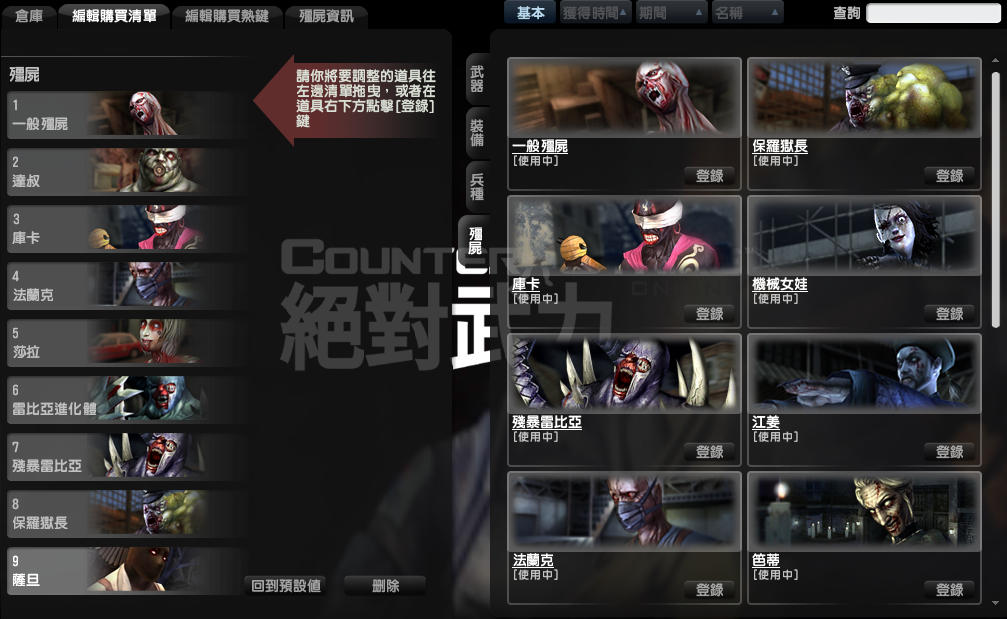 倉庫
編輯購買清單
編輯購買熱鍵
殭屍資訊
基本
獲得時間
期間
名稱
查詢
殭屍
請你將要調整的道具往
左邊清單拖曳，或者在
道具右下方點擊[登錄]
鍵
1
一般殭屍
2
達叔
3
庫卡
4
法蘭克
5
莎拉
6
雷比亞進化體
7
殘暴雷比亞
8
保羅獄長
9
薩旦
回到預設值
刪除
武器
裝備
兵種
殭屍
COUNTER
ONLINE
絕對武力
一般殭屍
[使用中]
登錄
保羅獄長
[使用中]
登錄
庫卡
[使用中]
登錄
機械女娃
[使用中]
登錄
殘暴雷比亞
[使用中]
登錄
江姜
[使用中]
登錄
法蘭克
[使用中]
登錄
笆蒂
[使用中]
登錄